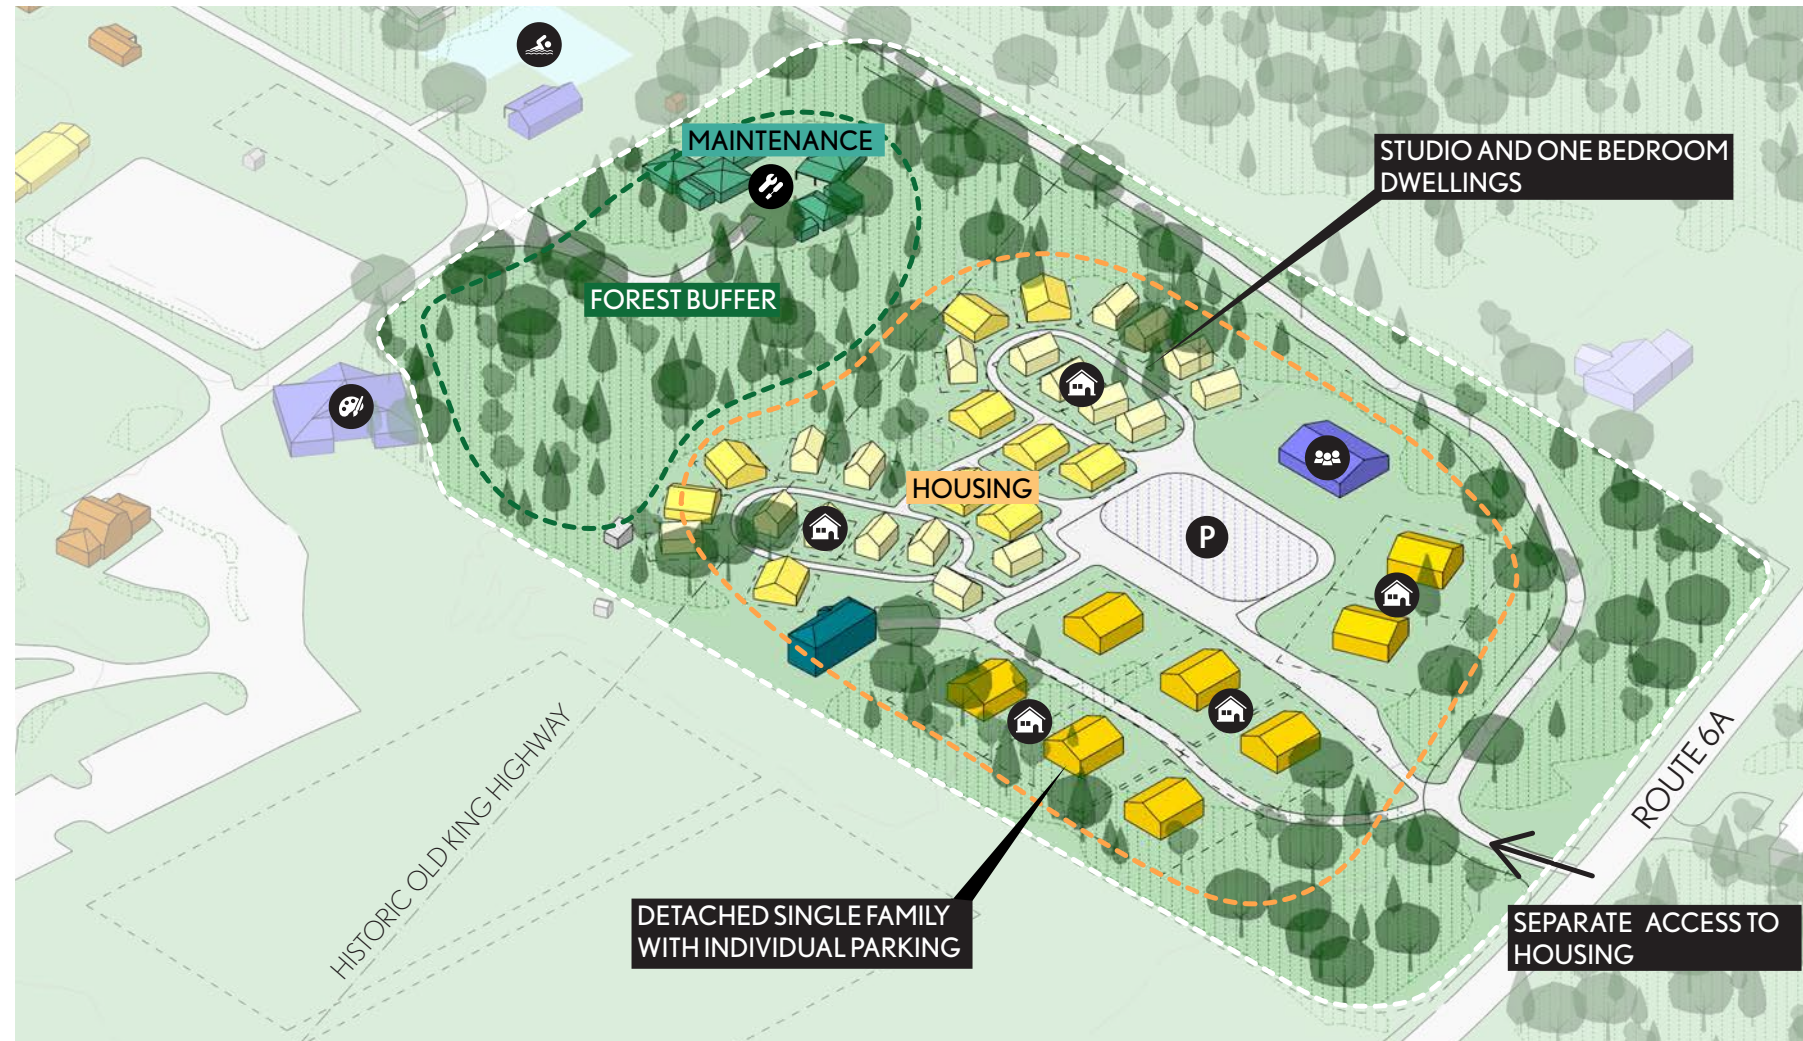 MAINTENANCE
STUDIO AND ONE BEDROOM
DWELLINGS
FOREST BUFFER
HOUSING
P
ROUTE 6A
HISTORIC OLD KING HIGHWAY
DETACHED SINGLE FAMILY
WITH INDIVIDUAL PARKING
SEPARATE ACCESS TO
HOUSING